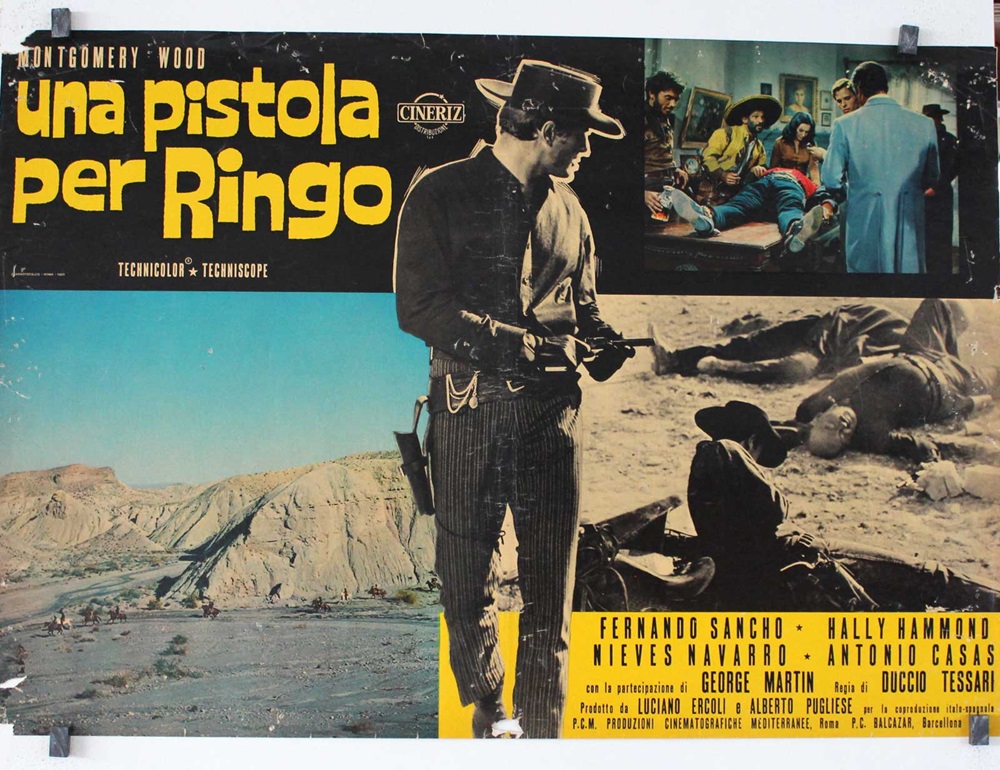 MONTGOMERY WOOD
una pistola
per Ringo
CINERIZ
DISTRIBUZIONE
TECHNICOLOR® ★ TECHNISCOPE
FERNANDO SANCHO ★ HALLY HAMMOND
NIEVES NAVARRO ★ ANTONIO CASAS
con la partecipazione di GEORGE MARTIN Regia di DUCCIO TESSARI
Prodotto da LUCIANO ERCOLI e ALBERTO PUGLIESE per la coproduzione italo-spagnola
P.C.M. PRODUZIONI CINEMATOGRAFICHE MEDITERRANEE, Roma P.C. BALCAZAR, Barcellona